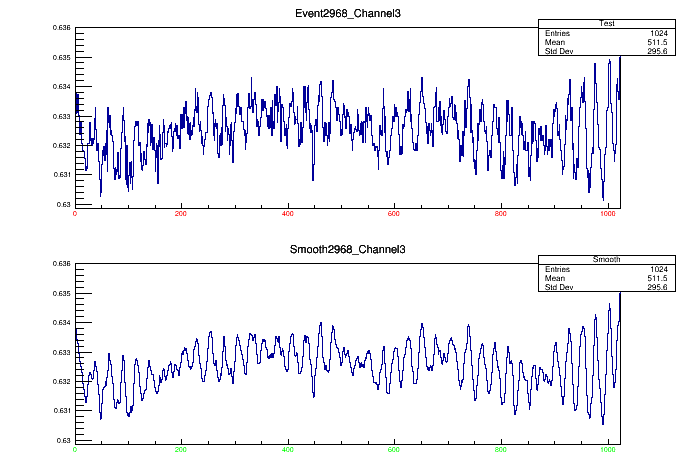 Event2968_Channel3
Test
Entries 1024
Mean 511.5
Std Dev 295.6
0.636
0.635
0.634
0.633
0.632
0.631
0.63
0 200 400 600 800 1000
Smooth2968_Channel3
Smooth
Entries 1024
Mean 511.5
Std Dev 295.6
0.636
0.635
0.634
0.633
0.632
0.631
0.63
0 200 400 600 800 1000